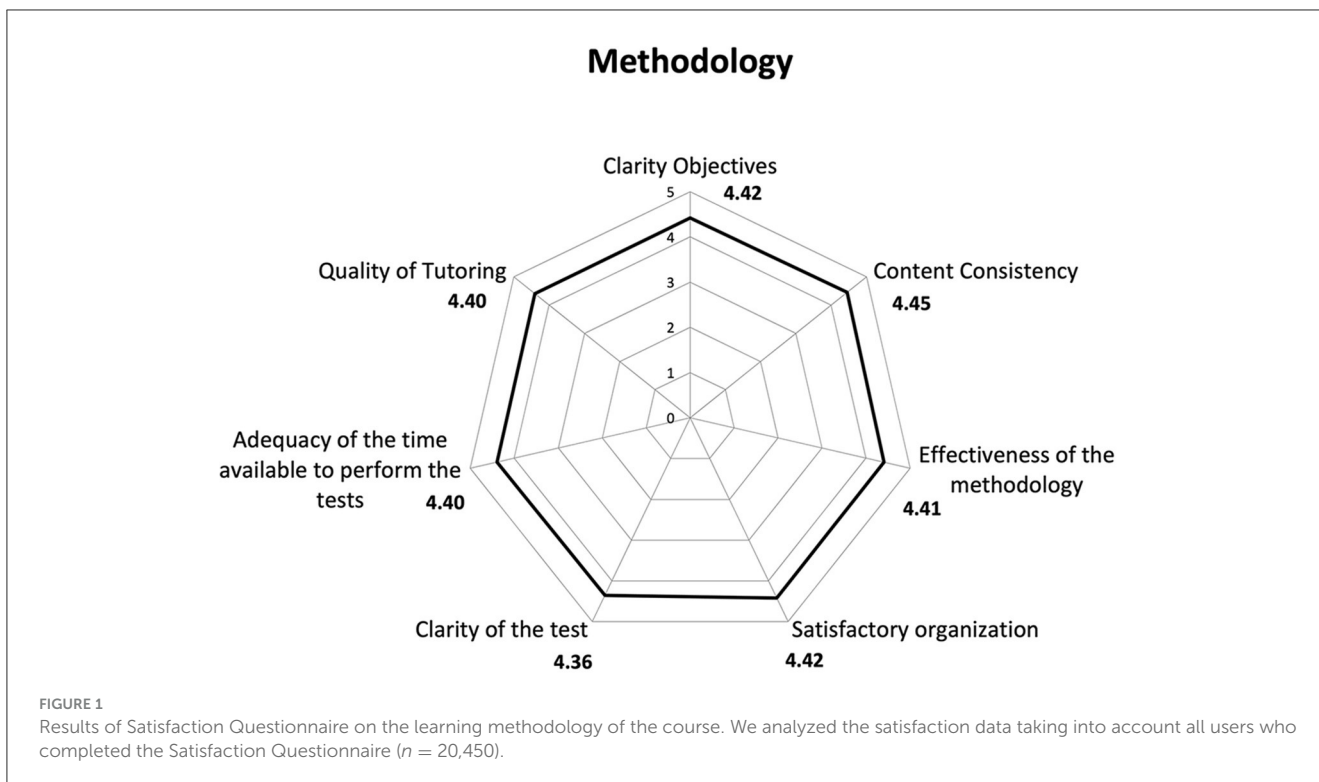 Methodology
Clarity Objectives
4.42
5
4
3
2
1
0
Content Consistency
4.45
Effectiveness of the
methodology
4.41
Satisfactory organization
4.42
Clarity of the test
4.36
Adequacy of the time
available to perform the
tests
4.40
Quality of Tutoring
4.40
FIGURE 1
Results of Satisfaction Questionnaire on the learning methodology of the course. We analyzed the satisfaction data taking into account all users who
completed the Satisfaction Questionnaire (n = 20,450).